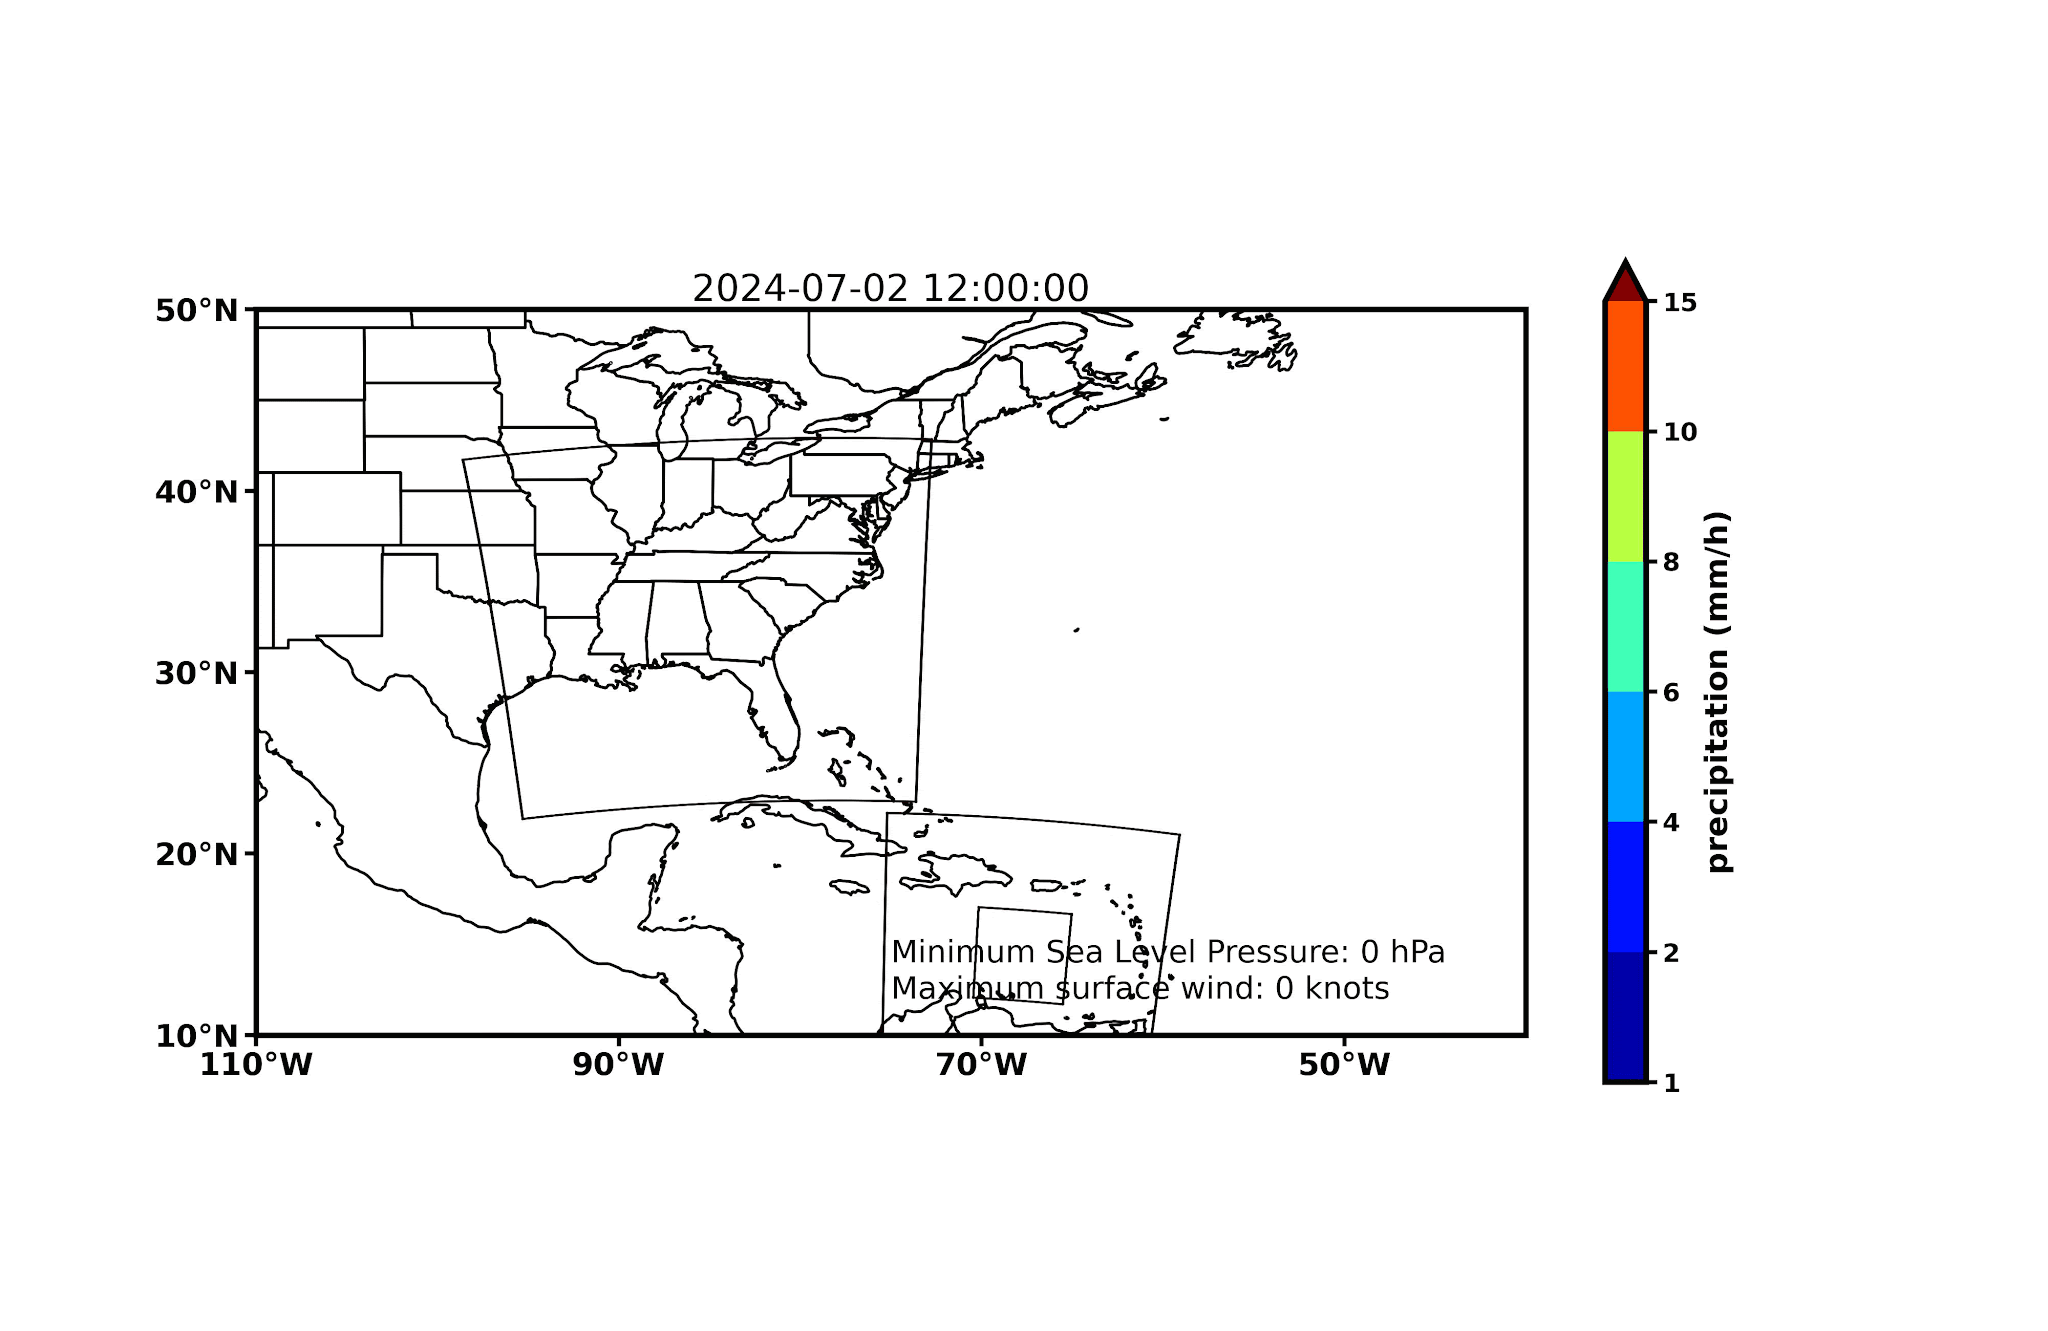 2024-07-02 12:00:00
50°N
40°N
30°N
20°N
10°N
110°W
90°W
70°W
50°W
Minimum Sea Level Pressure: 0 hPa
Maximum surface wind: 0 knots
15
10
8
6
4
2
1
precipitation (mm/h)